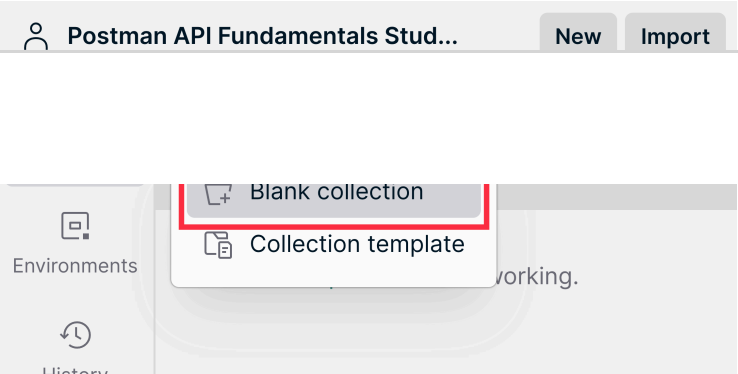 Postman API Fundamentals Stud...
New
Import
Blank collection
Collection template
Environments
working.
History